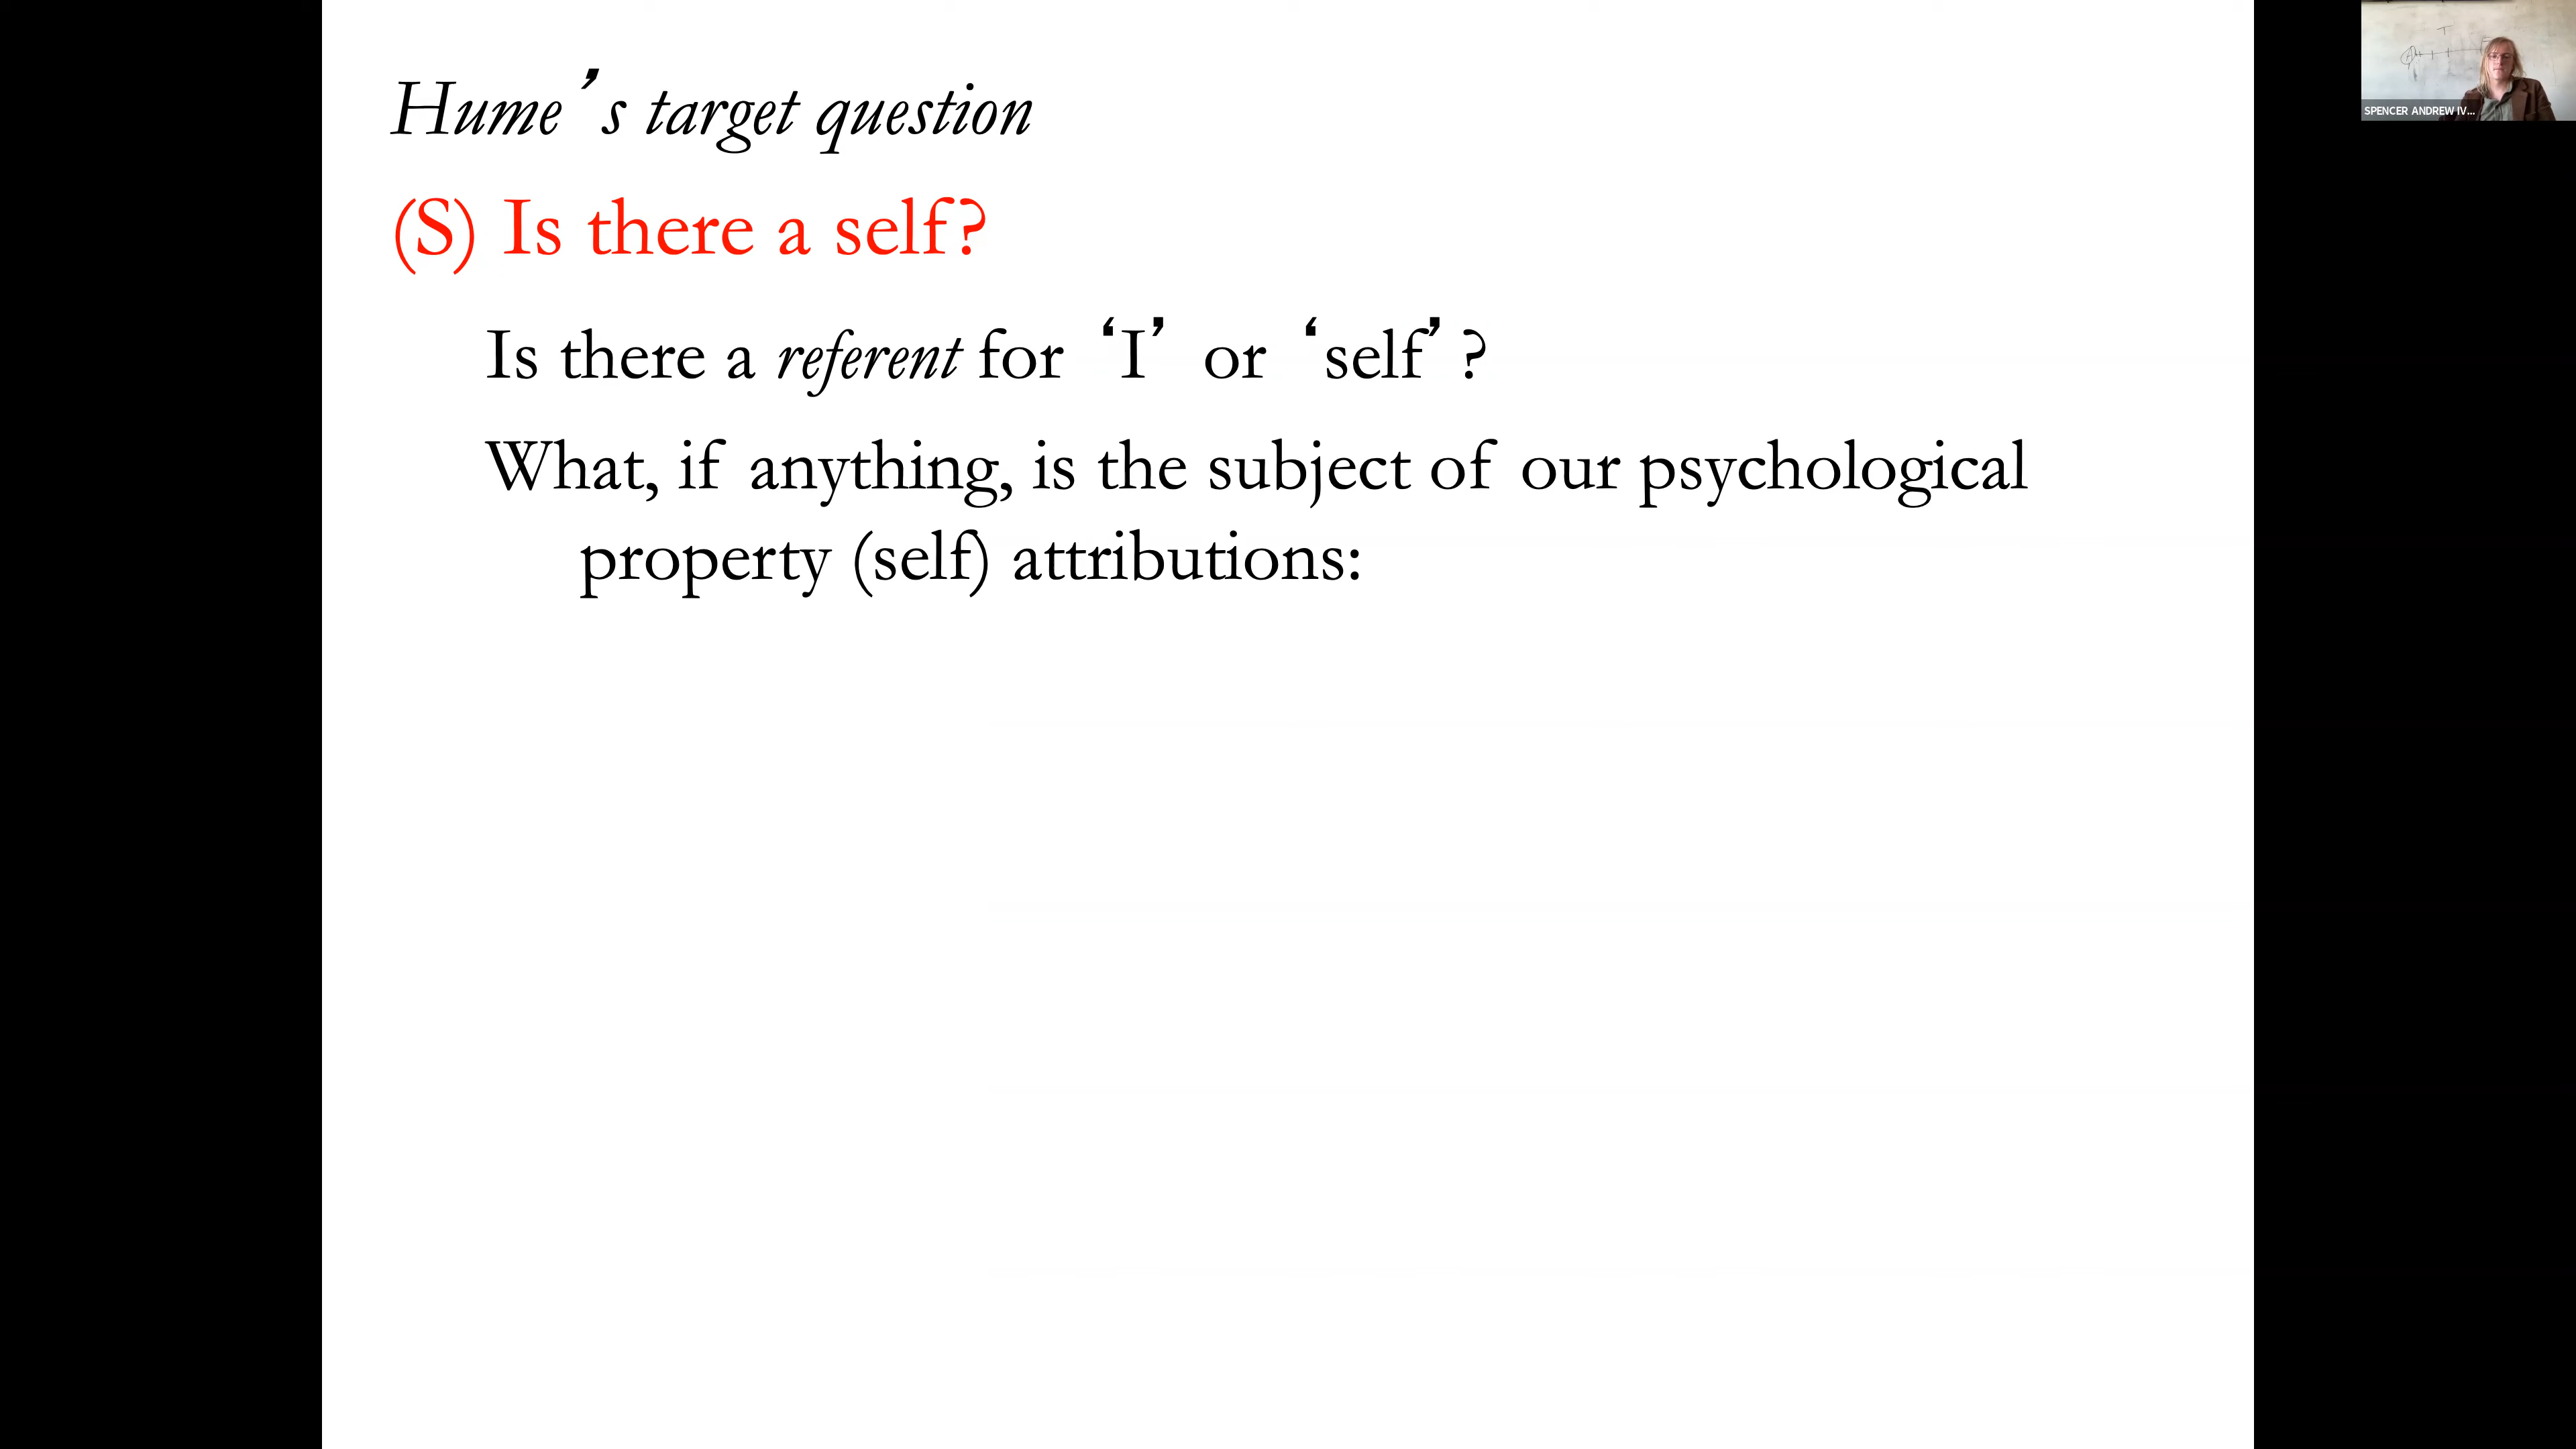 Hume’s target question
(S) Is there a self?
Is there a referent for ‘I’ or ‘self’?
What, if anything, is the subject of our psychological
property (self) attributions:
SPENCER ANDREW IV...